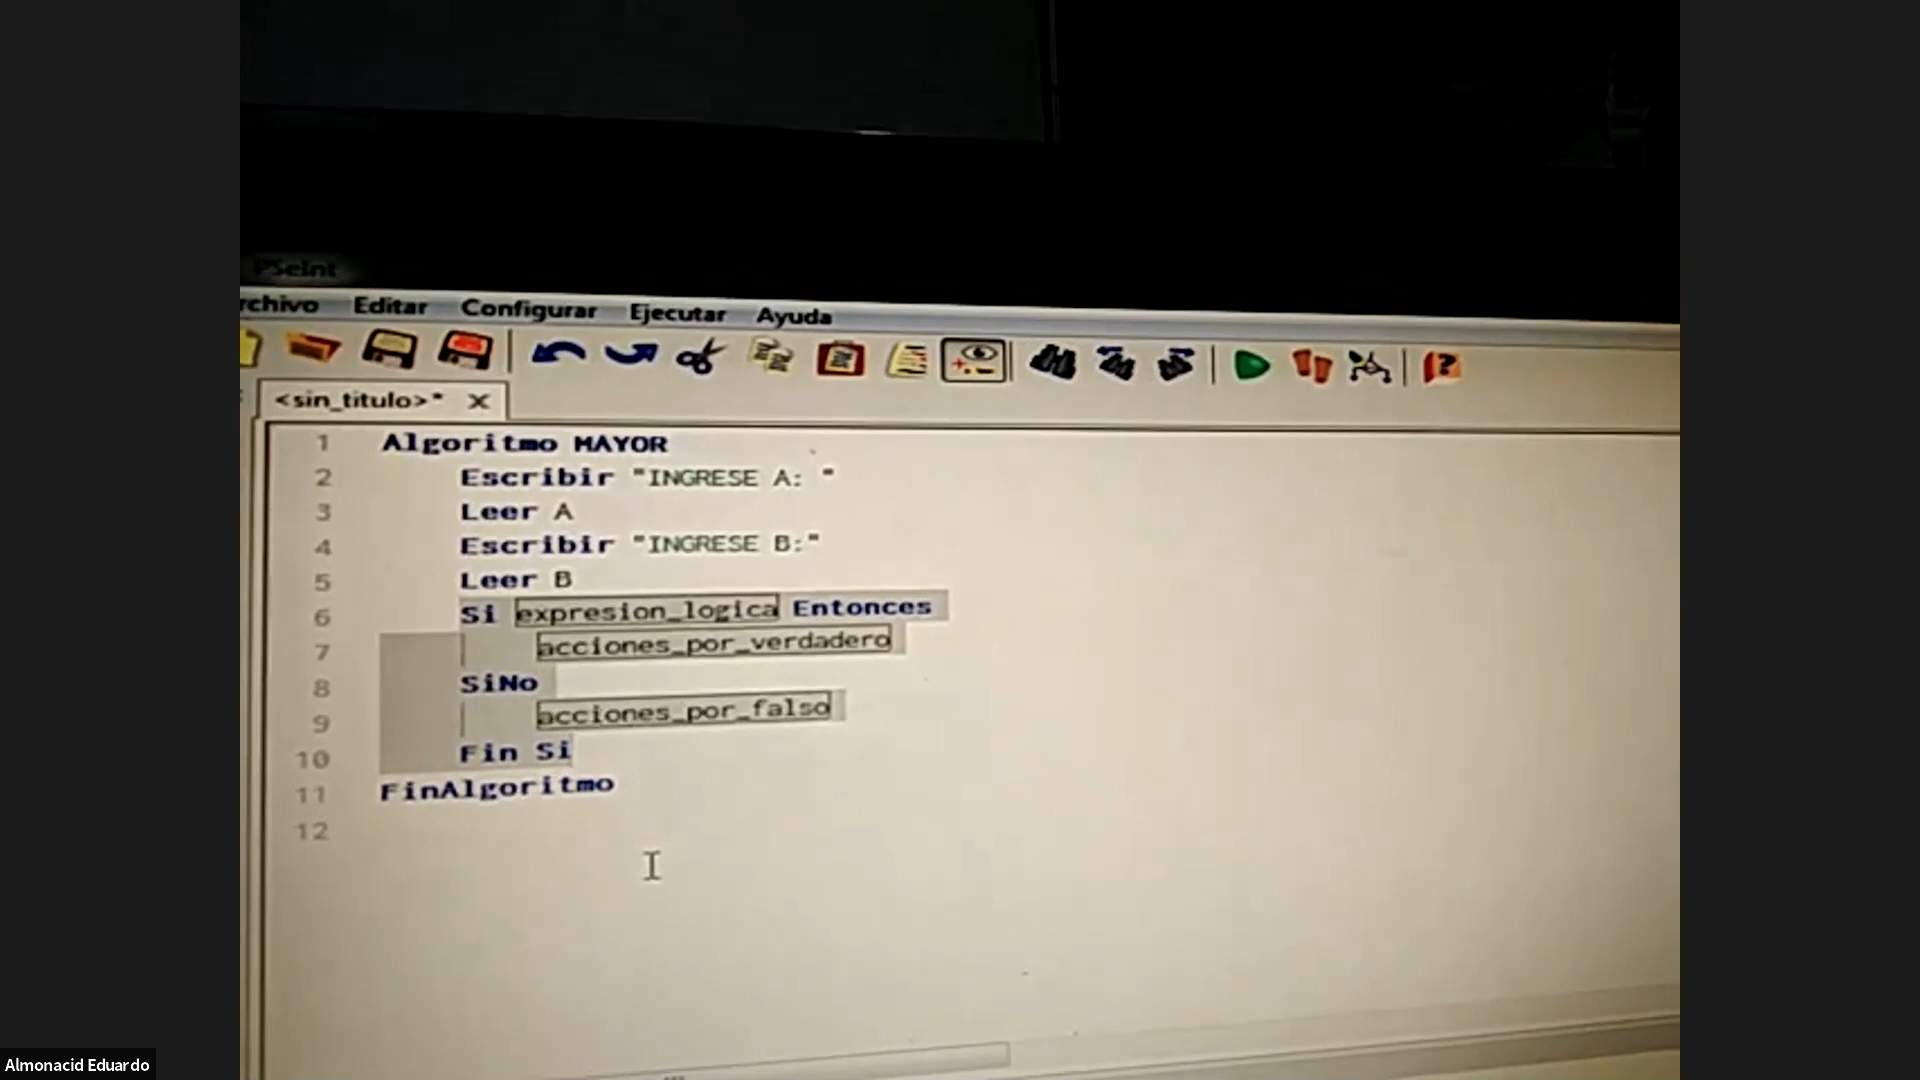 PSeInt
rchivo Editar Configurar Ejecutar Ayuda
<sin_titulo>* X
1 Algoritmo MAYOR
2 Escribir "INGRESE A: "
3 Leer A
4 Escribir "INGRESE B:"
5 Leer B
6 Si expresion_logica Entonces
7 acciones_por_verdadero
8 SiNo
9 acciones_por_falso
10 Fin Si
11 FinAlgoritmo
12
Almonacid Eduardo